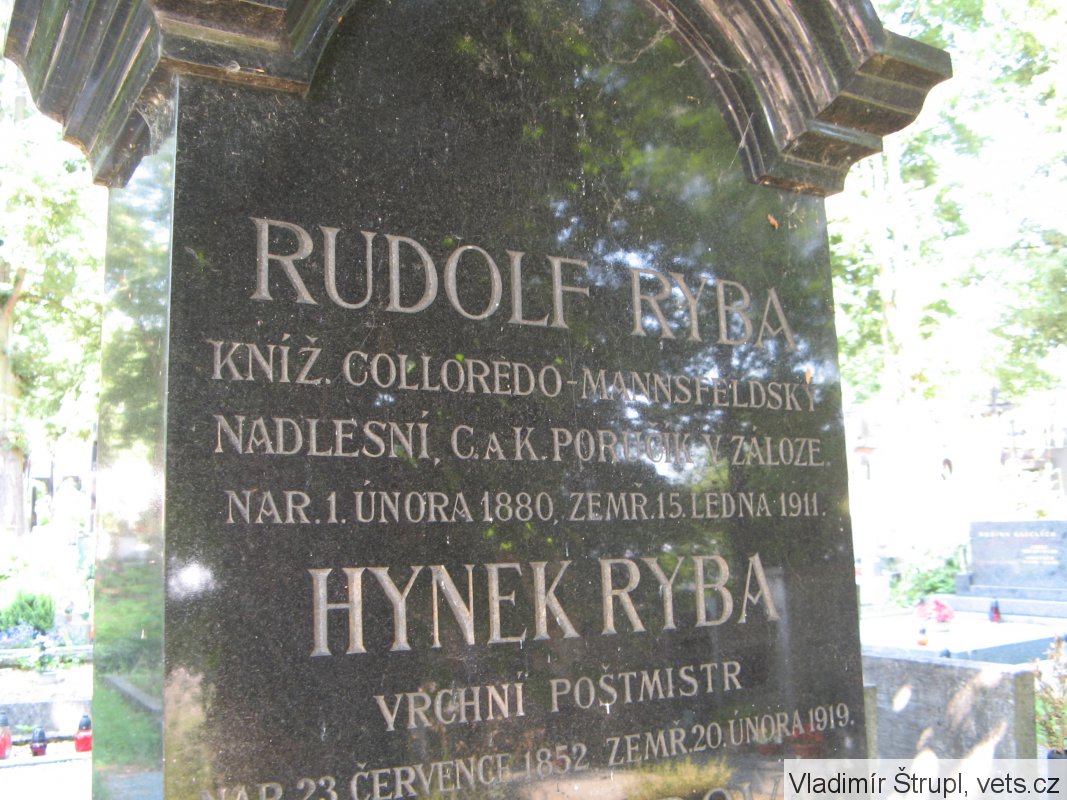 RUDOLF RYBA
KNÍŽ. COLLOREDO-MANNSFELDSKÝ
NADLESNÍ, C.A K. PORUČÍK V ZÁLOZE.
NAR. 1. ÚNORA 1880, ZEMŘ. 15. LEDNA 1911.
HYNEK RYBA
VRCHNÍ POŠTMISTR
NAR. 23. ČERVENCE 1852, ZEMŘ. 20. ÚNORA 1919.
Vladimír Štrupl, vets.cz